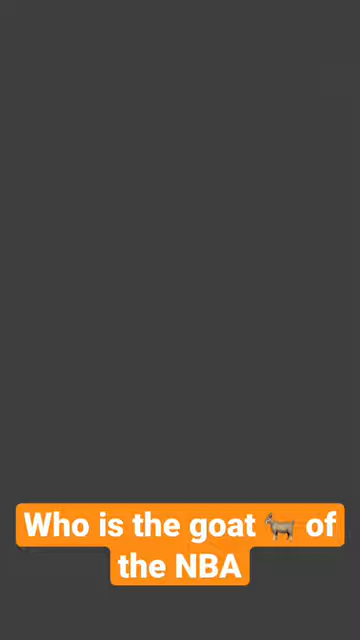 Who is the goat 🐐 of
the NBA